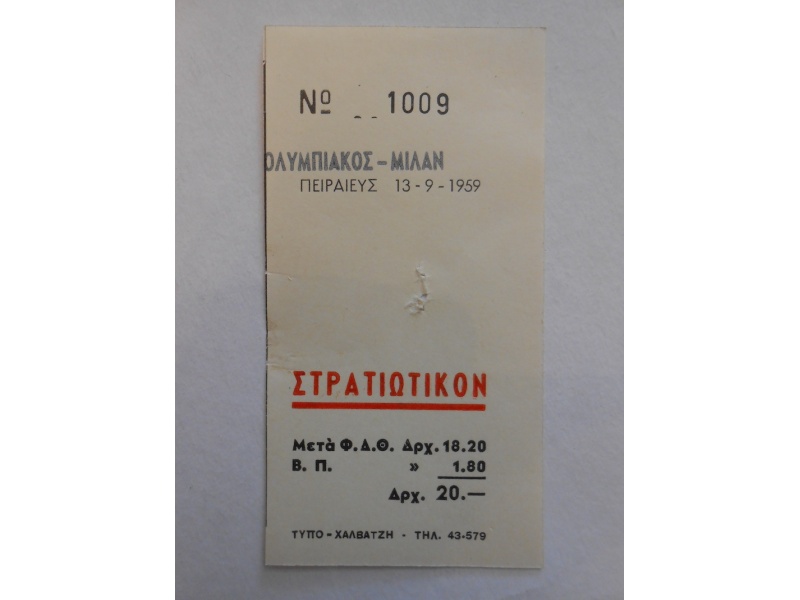 Νº 1009
ΟΛΥΜΠΙΑΚΟΣ - ΜΙΛΑΝ
ΠΕΙΡΑΙΕΥΣ 13 - 9 - 1959
ΣΤΡΑΤΙΩΤΙΚΟΝ
Μετὰ Φ.Δ.Θ. Δρχ. 18.20
Β. Π. » 1.80
Δρχ. 20.—
ΤΥΠΟ - ΧΑΛΒΑΤΖΗ · ΤΗΛ. 43-579